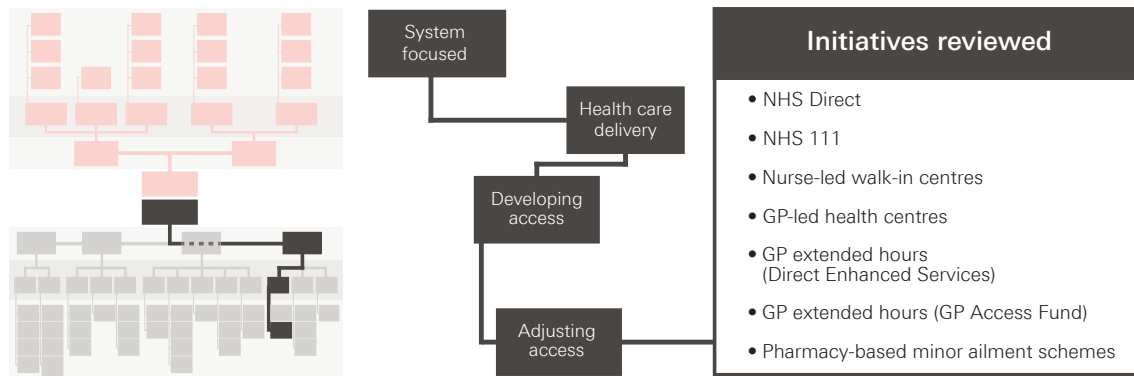 System
focused
Health care
delivery
Developing
access
Adjusting
access
Initiatives reviewed
• NHS Direct
• NHS 111
• Nurse-led walk-in centres
• GP-led health centres
• GP extended hours
(Direct Enhanced Services)
• GP extended hours (GP Access Fund)
• Pharmacy-based minor ailment schemes